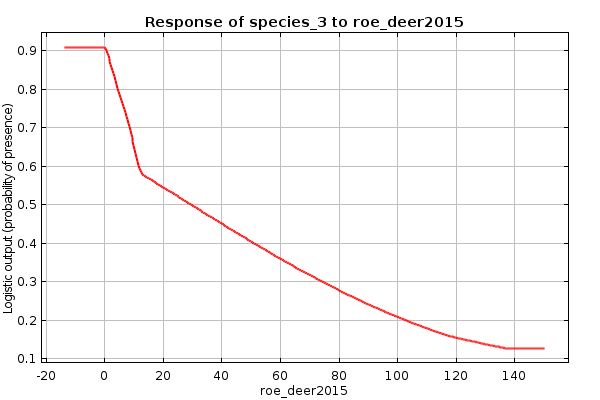 Response of species_3 to roe_deer2015
Logistic output (probability of presence)
0.9
0.8
0.7
0.6
0.5
0.4
0.3
0.2
0.1
-20 0 20 40 60 80 100 120 140
roe_deer2015